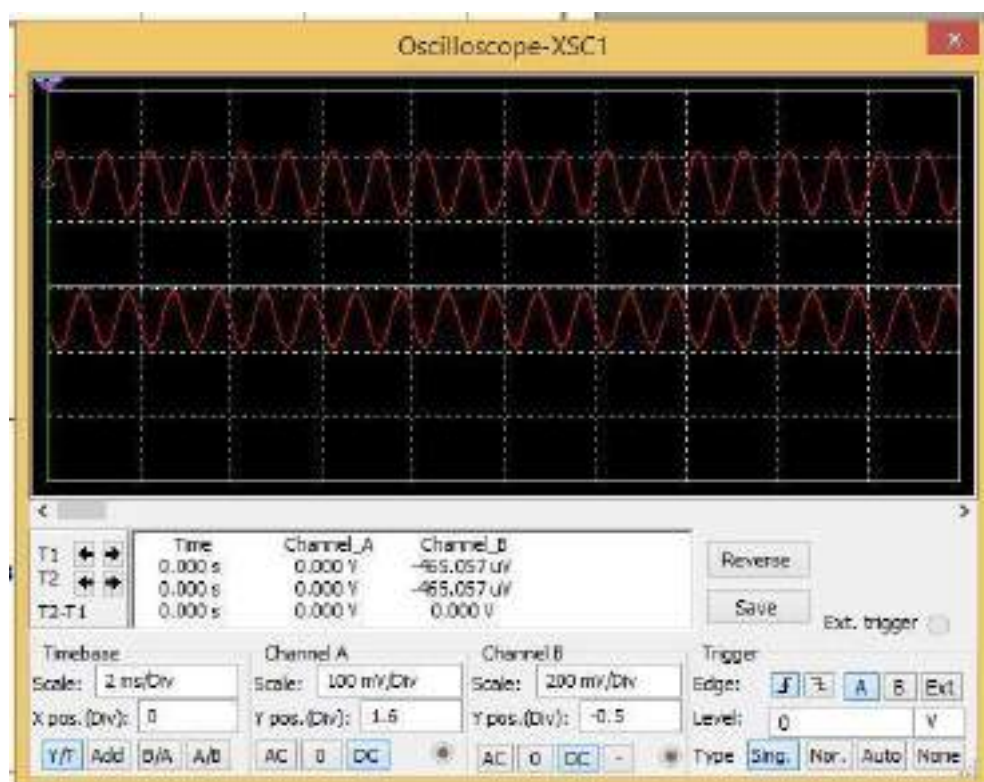 Oscilloscope-XSC1
Time Channel_A Channel_B
T1 0.000 s 0.000 V -465.057 uV
T2 0.000 s 0.000 V -465.057 uV
T2-T1 0.000 s 0.000 V 0.000 V
Reverse
Save
Ext. trigger
Timebase
Scale: 2 ms/Div
X pos.(Div): 0
Y/T Add B/A A/B
Channel A
Scale: 100 mV/Div
Y pos.(Div): 1.6
AC 0 DC
Channel B
Scale: 200 mV/Div
Y pos.(Div): -0.5
AC 0 DC -
Trigger
Edge: A B Ext
Level: 0 V
Type Sing. Nor. Auto None